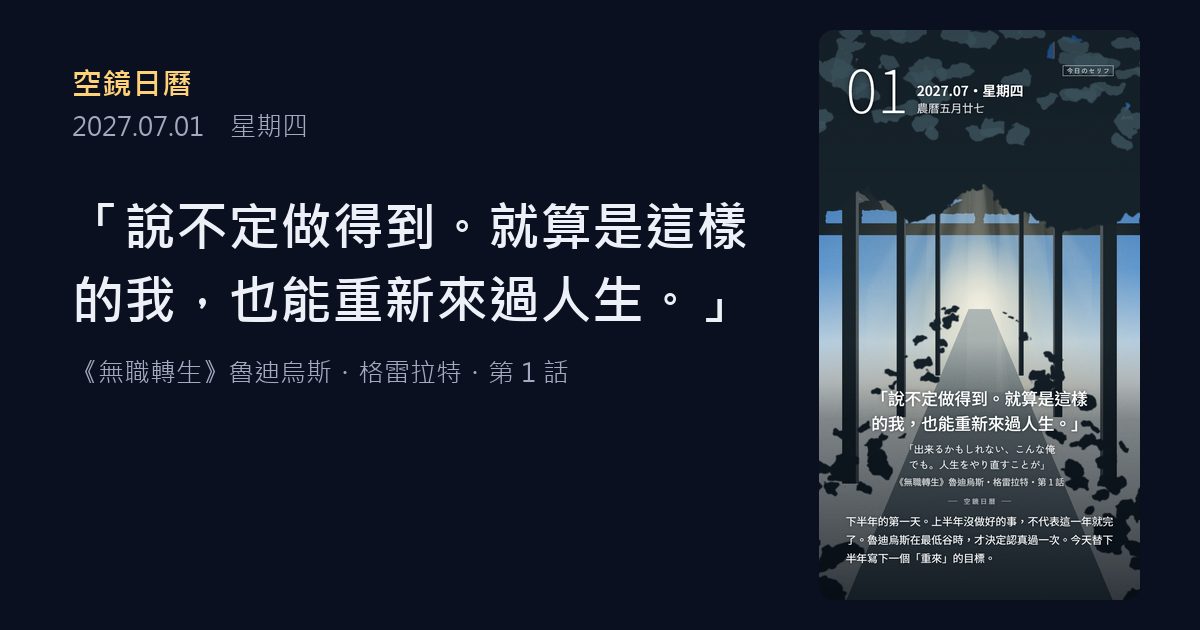 空鏡日曆
2027.07.01 星期四
「說不定做得到。就算是這樣
的我，也能重新來過人生。」
《無職轉生》魯迪烏斯・格雷拉特・第 1 話
01
2027.07・星期四
農曆五月廿七
今日のセリフ
「說不定做得到。就算是這樣
的我，也能重新來過人生。」
「出来るかもしれない、こんな俺
でも。人生をやり直すことが」
《無職轉生》魯迪烏斯・格雷拉特・第 1 話
— 空鏡日曆 —
下半年的第一天。上半年沒做好的事，不代表這一年就完
了。魯迪烏斯在最低谷時，才決定認真過一次。今天替下
半年寫下一個「重來」的目標。